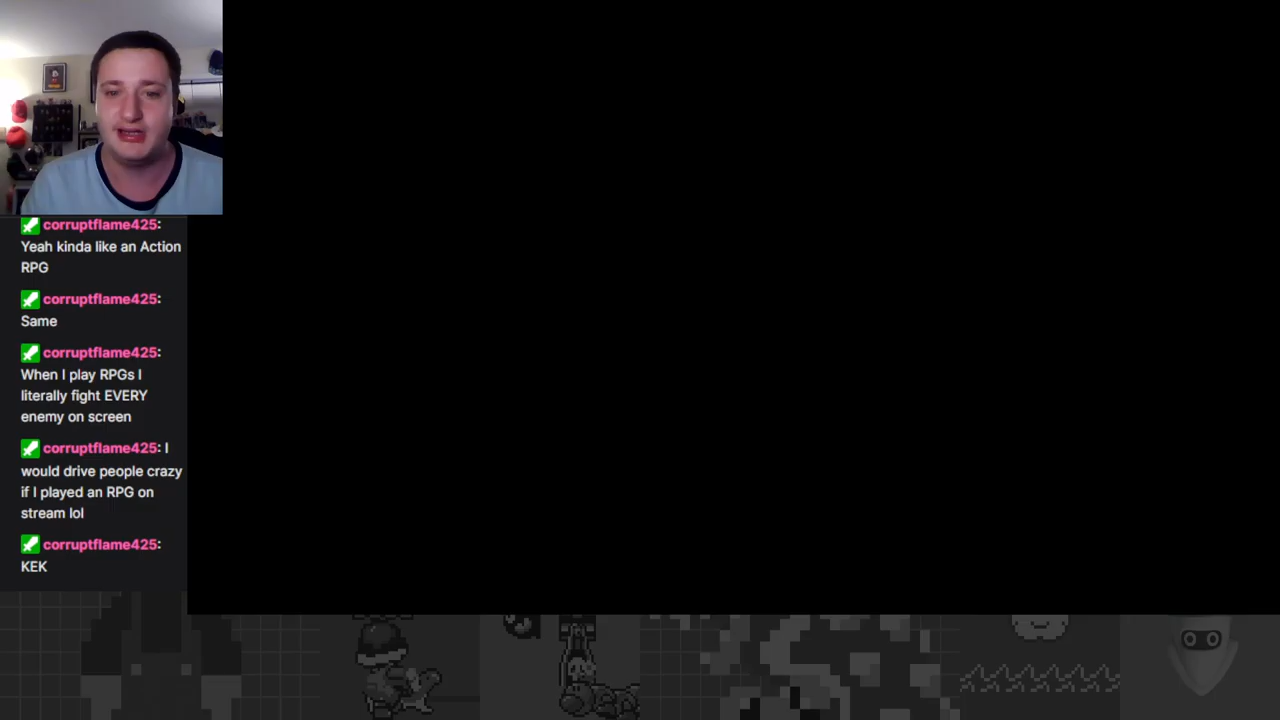 corruptflame425:
Yeah kinda like an Action
RPG
corruptflame425:
Same
corruptflame425:
When I play RPGs I
literally fight EVERY
enemy on screen
corruptflame425: I
would drive people crazy
if I played an RPG on
stream lol
corruptflame425:
KEK